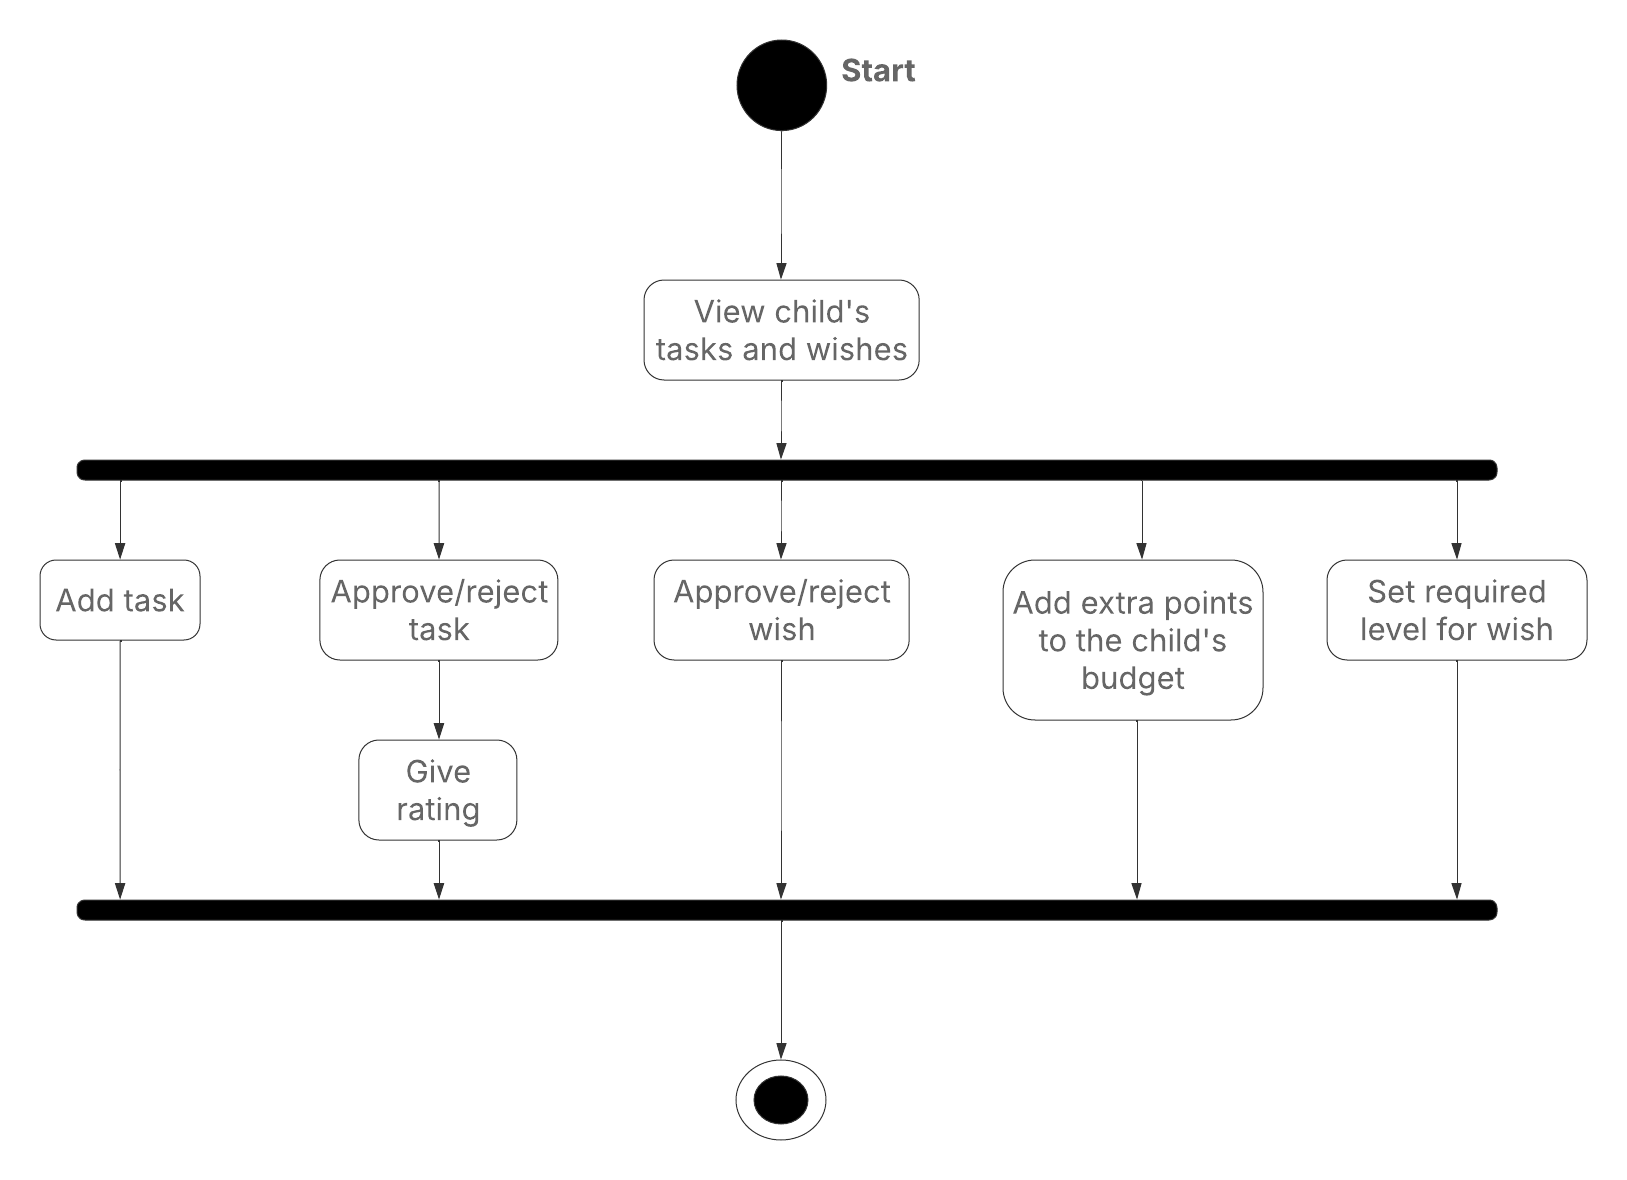 Start
View child's
tasks and wishes
Add task
Approve/reject
task
Approve/reject
wish
Add extra points
to the child's
budget
Set required
level for wish
Give
rating